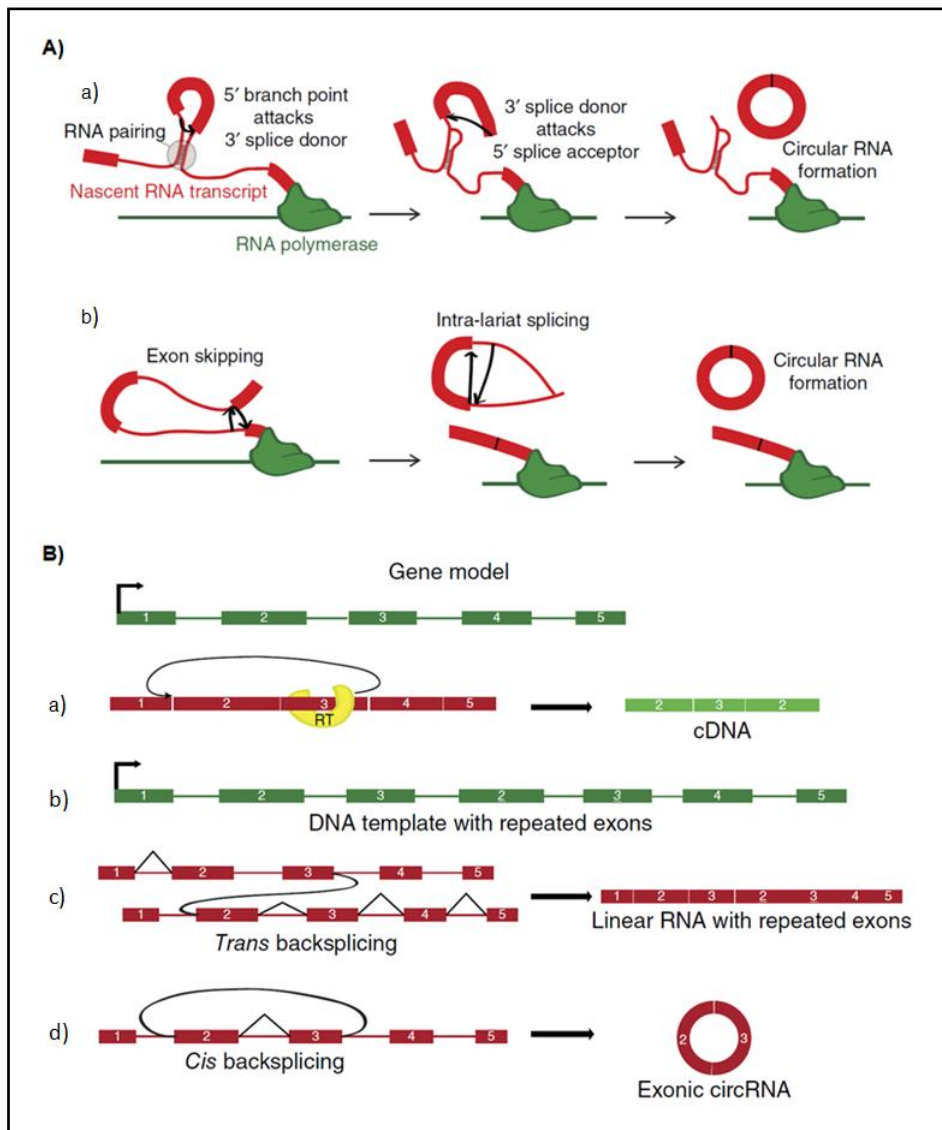 A)
a)
5′ branch point
attacks
3′ splice donor
RNA pairing
Nascent RNA transcript
RNA polymerase
3′ splice donor
attacks
5′ splice acceptor
Circular RNA
formation
b)
Exon skipping
Intra-lariat splicing
Circular RNA
formation
B)
Gene model
1 2 3 4 5
a)
1 2 3 4 5
RT
2 3 2
cDNA
b)
1 2 3 2 3 4 5
DNA template with repeated exons
c)
1 2 3 4 5
1 2 3 4 5
Trans backsplicing
1 2 3 2 3 4 5
Linear RNA with repeated exons
d)
1 2 3 4 5
Cis backsplicing
2 3
Exonic circRNA